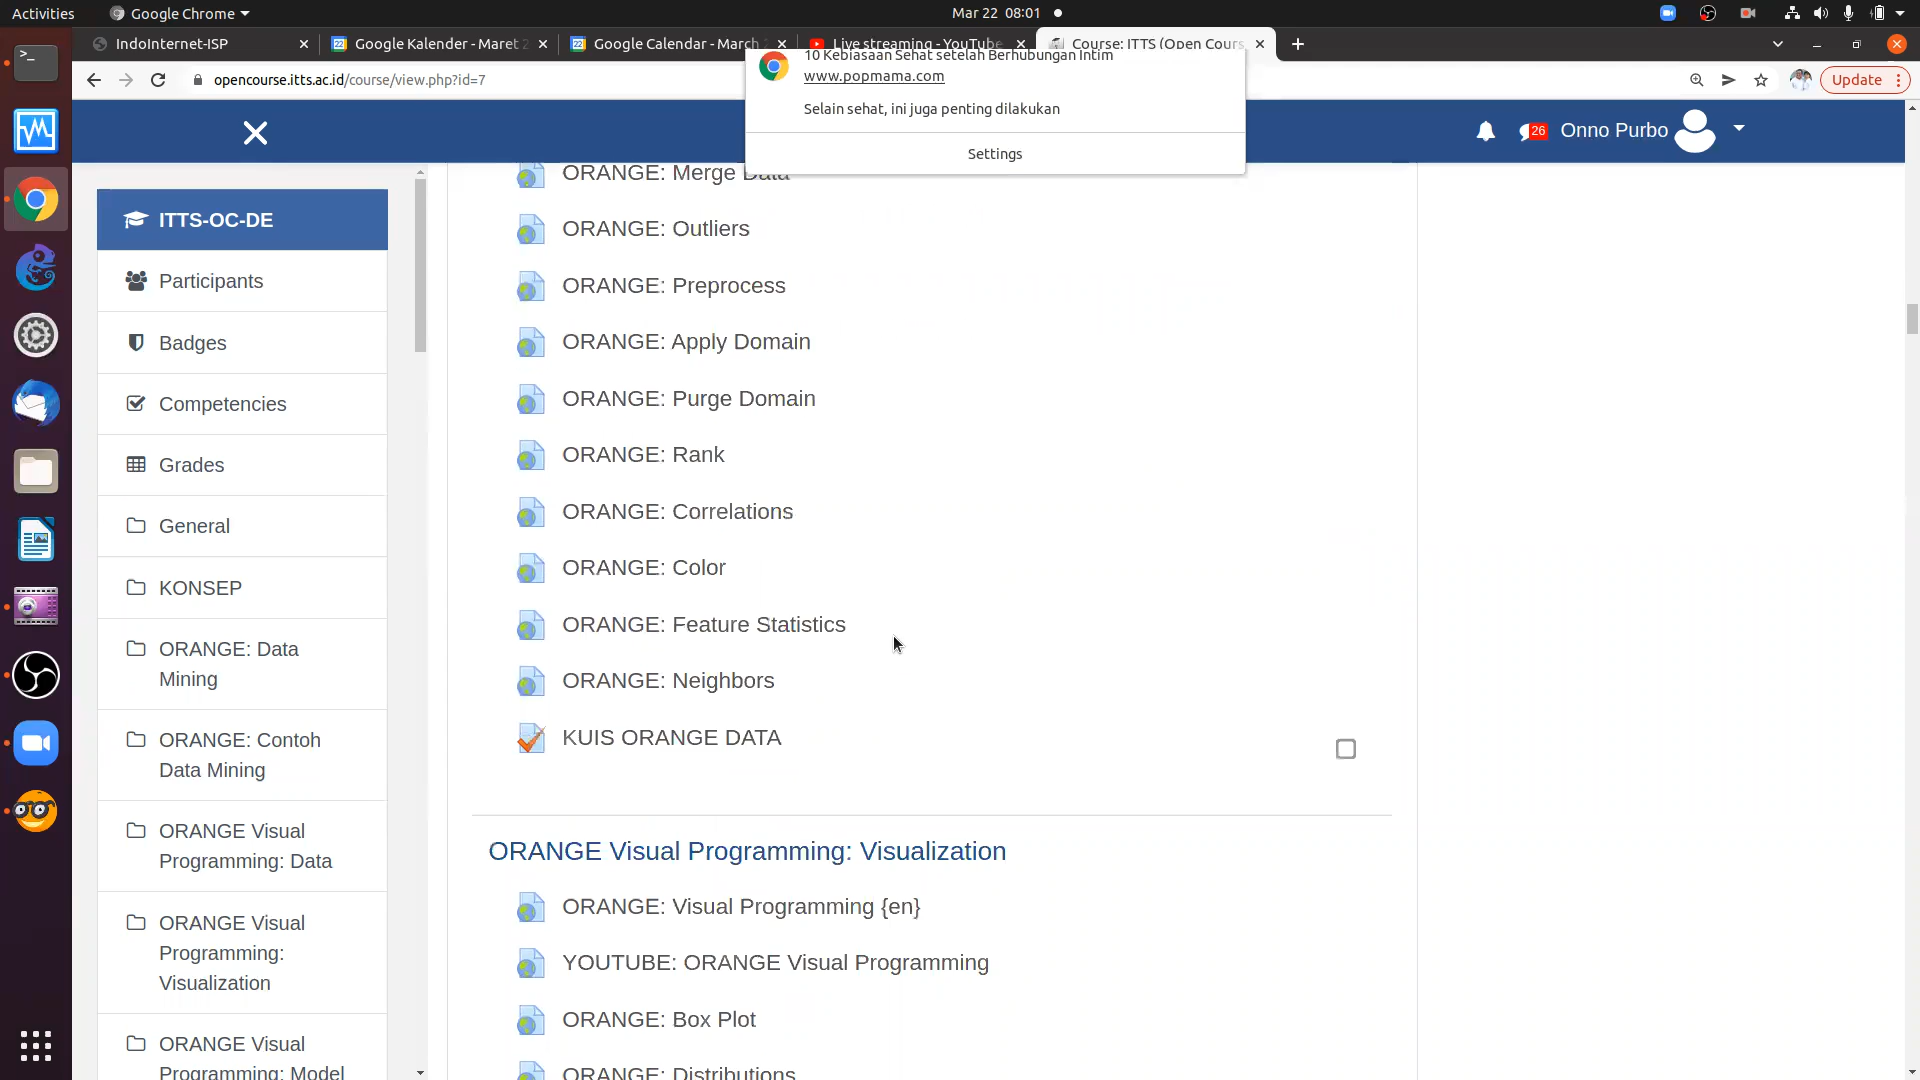 Activities
Google Chrome
Mar 22 08:01
IndoInternet-ISP
Google Kalender - Maret 2
Google Calendar - March
Live streaming - YouTube
Course: ITTS (Open Cours
opencourse.itts.ac.id/course/view.php?id=7
Update
10 Kebiasaan Sehat setelah Berhubungan Intim
www.popmama.com
Selain sehat, ini juga penting dilakukan
Settings
26
Onno Purbo
ITTS-OC-DE
Participants
Badges
Competencies
Grades
General
KONSEP
ORANGE: Data
Mining
ORANGE: Contoh
Data Mining
ORANGE Visual
Programming: Data
ORANGE Visual
Programming:
Visualization
ORANGE Visual
Programming: Model
ORANGE: Merge Data
ORANGE: Outliers
ORANGE: Preprocess
ORANGE: Apply Domain
ORANGE: Purge Domain
ORANGE: Rank
ORANGE: Correlations
ORANGE: Color
ORANGE: Feature Statistics
ORANGE: Neighbors
KUIS ORANGE DATA
ORANGE Visual Programming: Visualization
ORANGE: Visual Programming {en}
YOUTUBE: ORANGE Visual Programming
ORANGE: Box Plot
ORANGE: Distributions